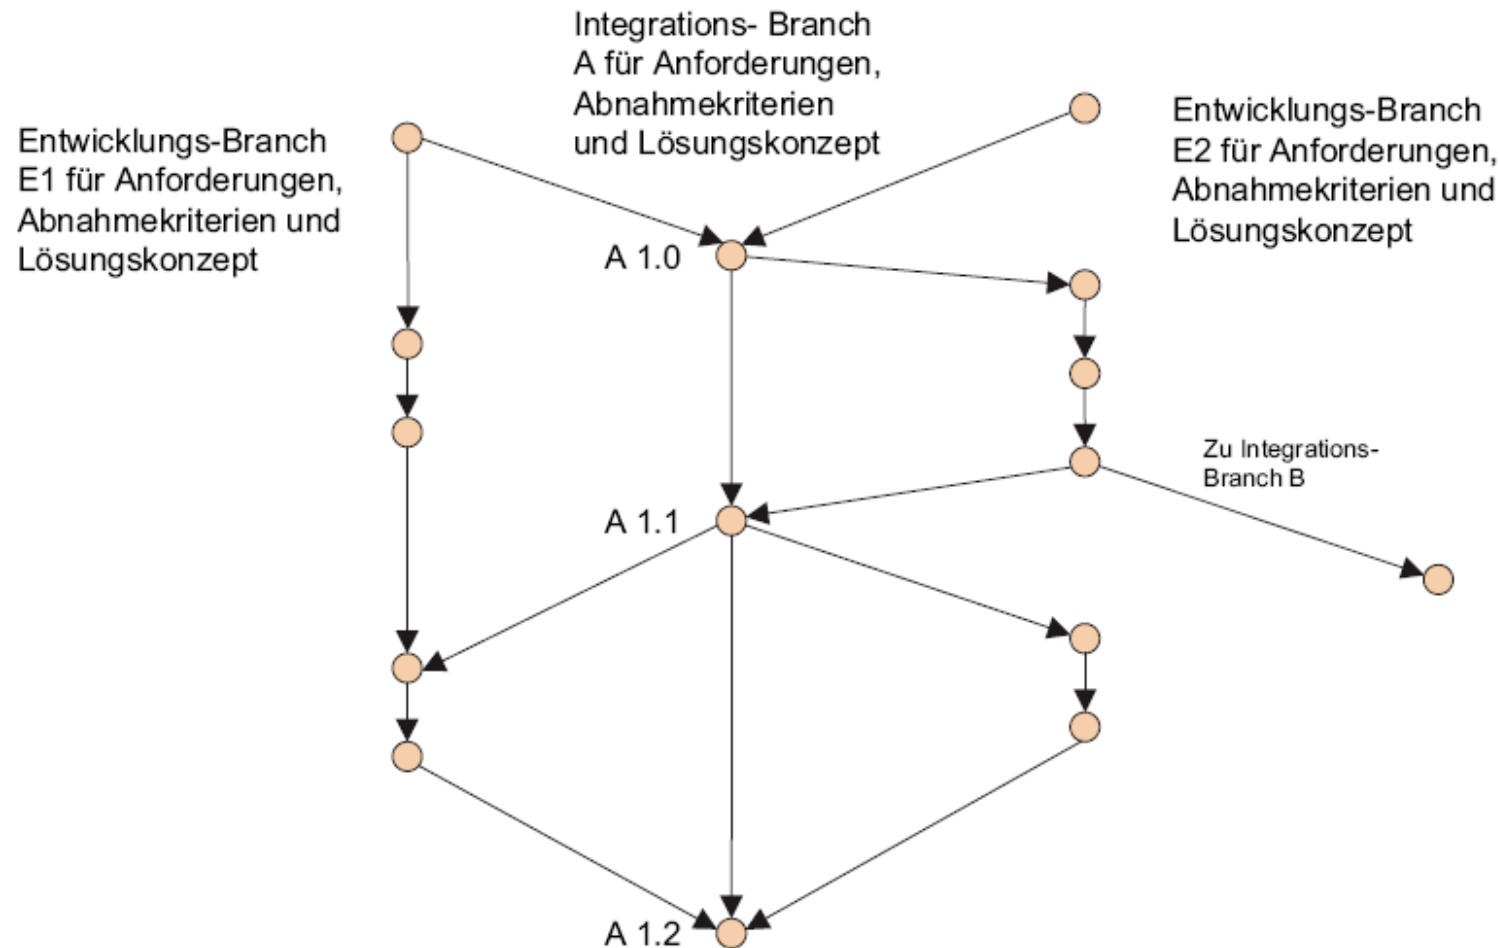 Integrations- Branch
A für Anforderungen,
Abnahmekriterien
und Lösungskonzept
Entwicklungs-Branch
E1 für Anforderungen,
Abnahmekriterien und
Lösungskonzept
Entwicklungs-Branch
E2 für Anforderungen,
Abnahmekriterien und
Lösungskonzept
A 1.0
Zu Integrations-
Branch B
A 1.1
A 1.2